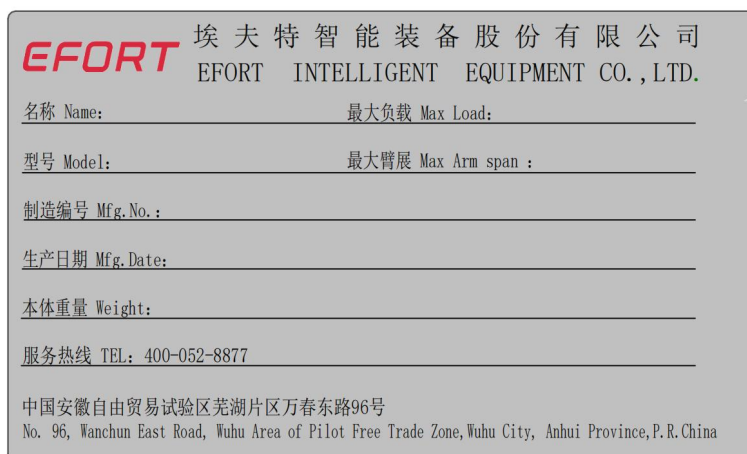 EFORT
埃夫特智能装备股份有限公司
EFORT INTELLIGENT EQUIPMENT CO.,LTD.
名称 Name: 最大负载 Max Load:
型号 Model: 最大臂展 Max Arm span :
制造编号 Mfg.No.:
生产日期 Mfg.Date:
本体重量 Weight:
服务热线 TEL: 400-052-8877
中国安徽自由贸易试验区芜湖片区万春东路96号
No. 96, Wanchun East Road, Wuhu Area of Pilot Free Trade Zone,Wuhu City, Anhui Province,P.R.China